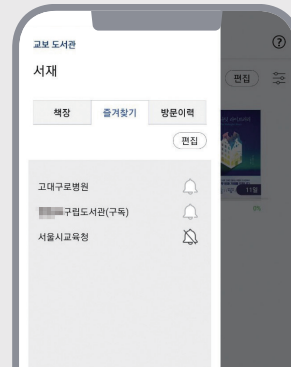 교보 도서관
서재
편집
책장 즐겨찾기 방문이력
편집
고대구로병원
구립도서관(구독)
서울시교육청
11월